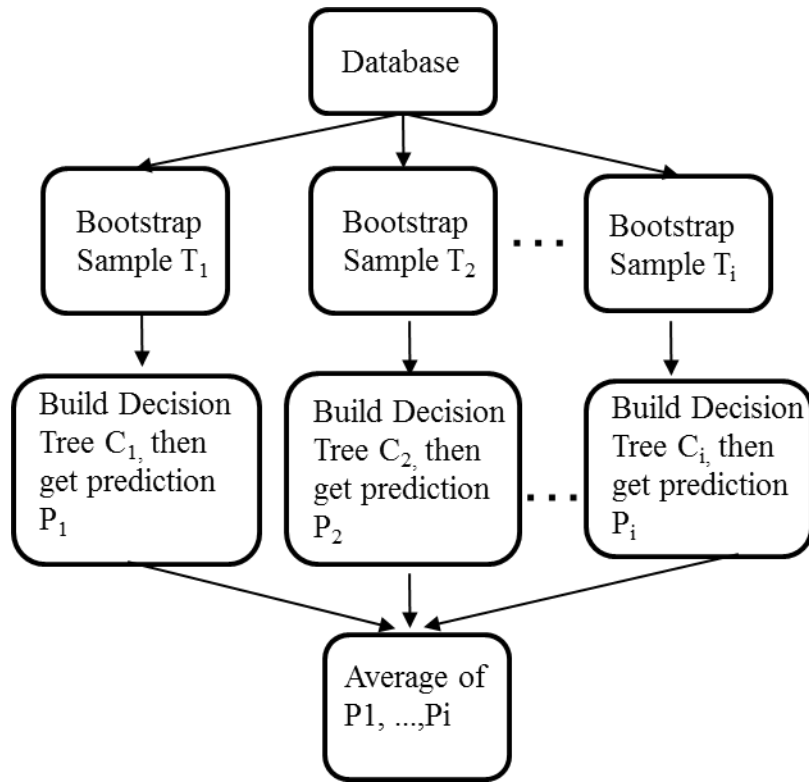 Database
Bootstrap
Sample T₁
Bootstrap
Sample T₂
...
Bootstrap
Sample Tᵢ
Build Decision
Tree C₁, then
get prediction
P₁
Build Decision
Tree C₂, then
get prediction
P₂
...
Build Decision
Tree Cᵢ, then
get prediction
Pᵢ
Average of
P1, ...,Pi